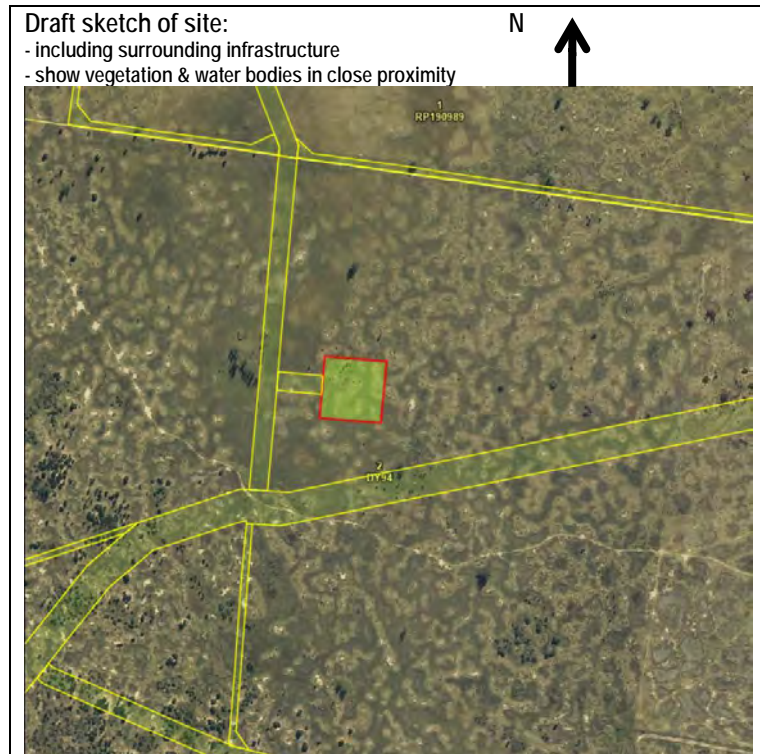 Draft sketch of site:
N
- including surrounding infrastructure
- show vegetation & water bodies in close proximity
1
RP190989
2
DY94